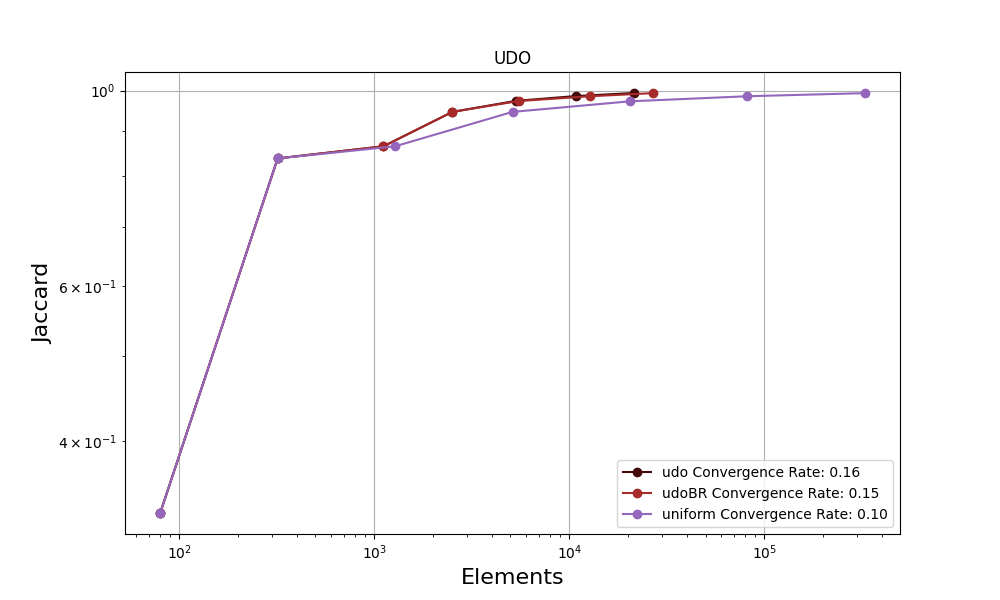 UDO
Jaccard
10⁰
6 × 10⁻¹
4 × 10⁻¹
udo Convergence Rate: 0.16
udoBR Convergence Rate: 0.15
uniform Convergence Rate: 0.10
10² 10³ 10⁴ 10⁵
Elements